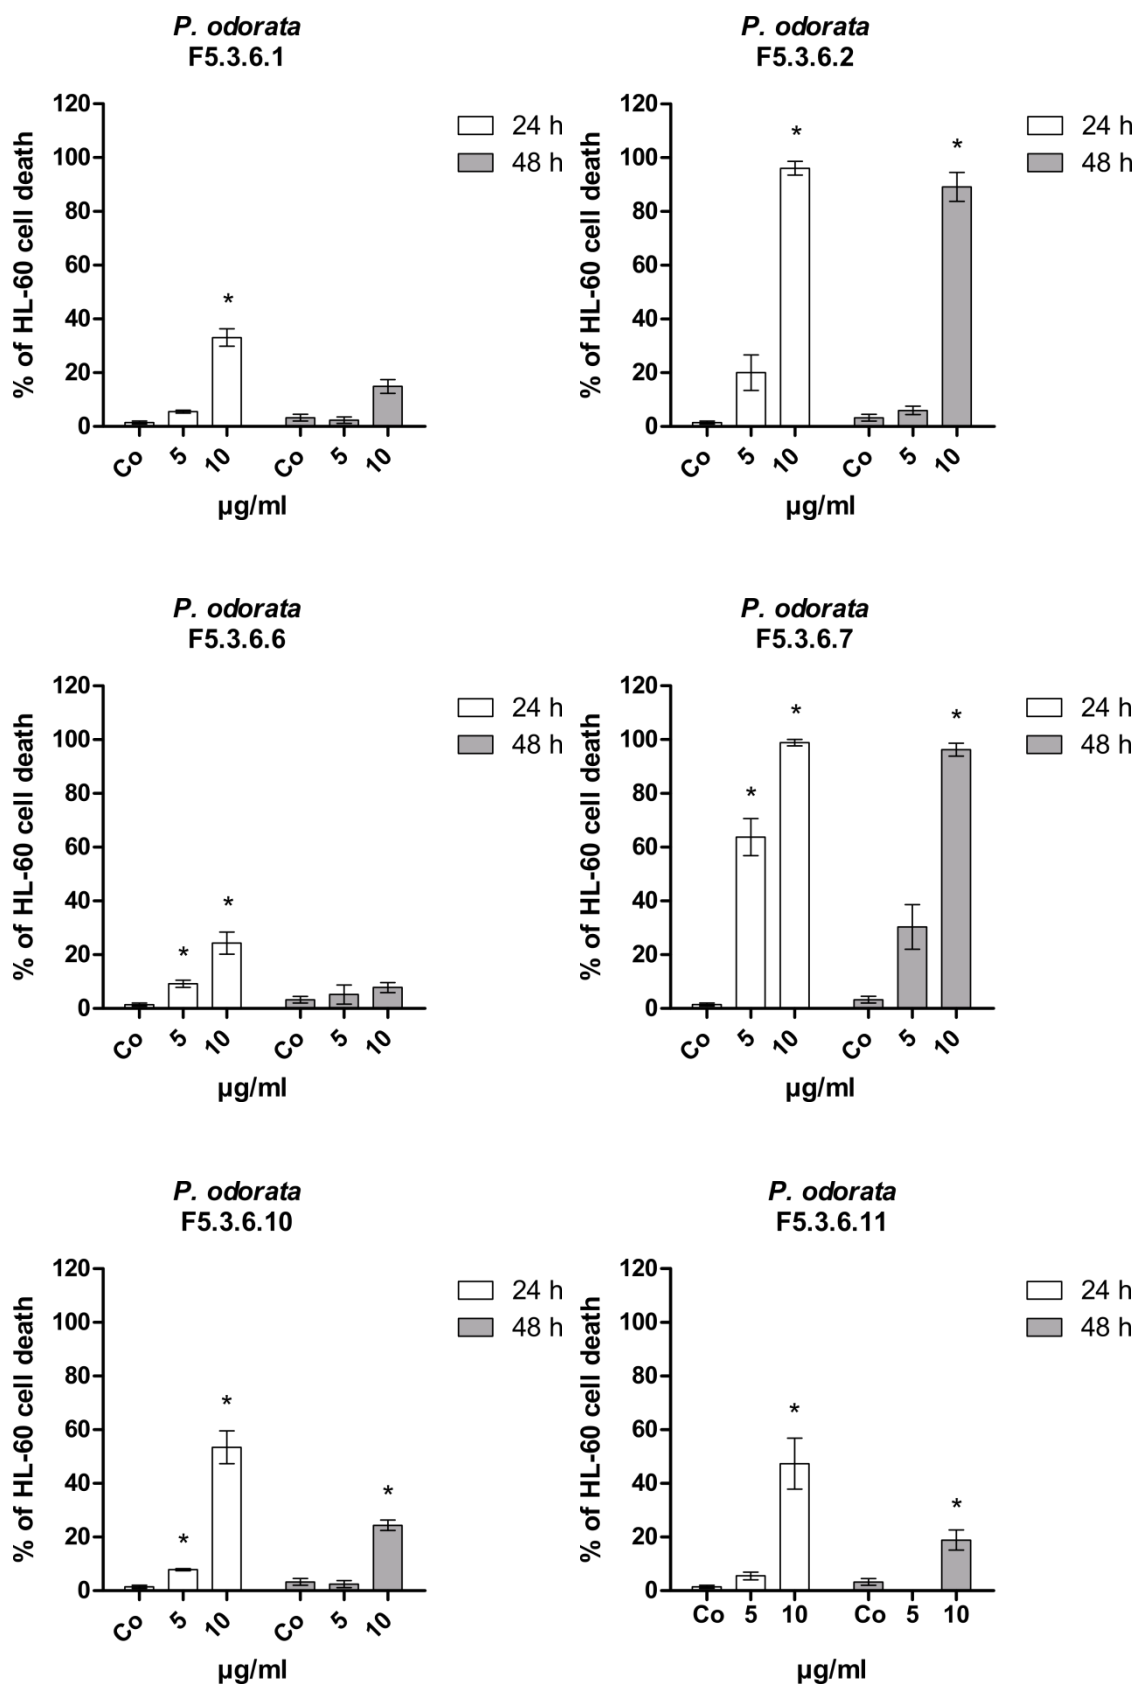 P. odorata
F5.3.6.1
120
100
80
60
40
20
0
% of HL-60 cell death
*
24 h
48 h
Co 5 10 Co 5 10
µg/ml
P. odorata
F5.3.6.2
120
100
80
60
40
20
0
% of HL-60 cell death
* *
24 h
48 h
Co 5 10 Co 5 10
µg/ml
P. odorata
F5.3.6.6
120
100
80
60
40
20
0
% of HL-60 cell death
* *
24 h
48 h
Co 5 10 Co 5 10
µg/ml
P. odorata
F5.3.6.7
120
100
80
60
40
20
0
% of HL-60 cell death
* * *
24 h
48 h
Co 5 10 Co 5 10
µg/ml
P. odorata
F5.3.6.10
120
100
80
60
40
20
0
% of HL-60 cell death
* * *
24 h
48 h
Co 5 10 Co 5 10
µg/ml
P. odorata
F5.3.6.11
120
100
80
60
40
20
0
% of HL-60 cell death
* *
24 h
48 h
Co 5 10 Co 5 10
µg/ml